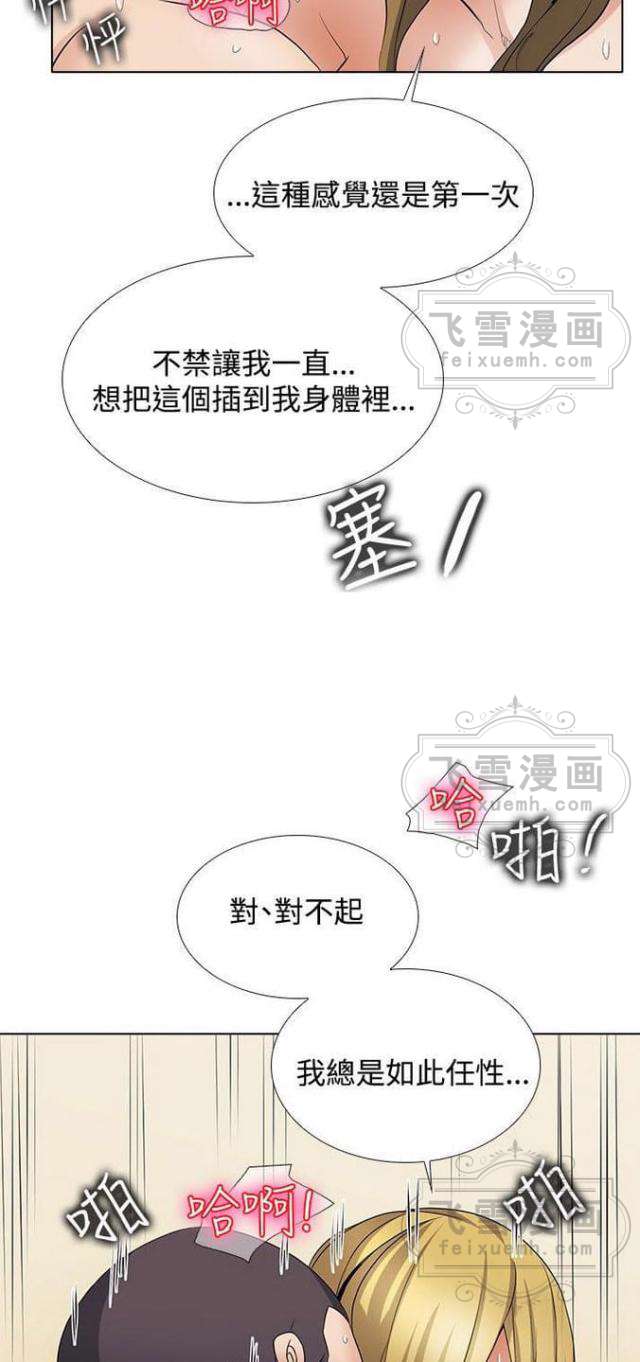 怦
怦
哈啊
...這種感覺還是第一次
飞雪漫画
feixuemh.com
不禁讓我一直...
想把這個插到我身體裡...
塞!
飞雪漫画
feixuemh.com
哈
啪!
對、對不起
我總是如此任性...
啪
哈啊!
啪
飞雪漫画
feixuemh.com